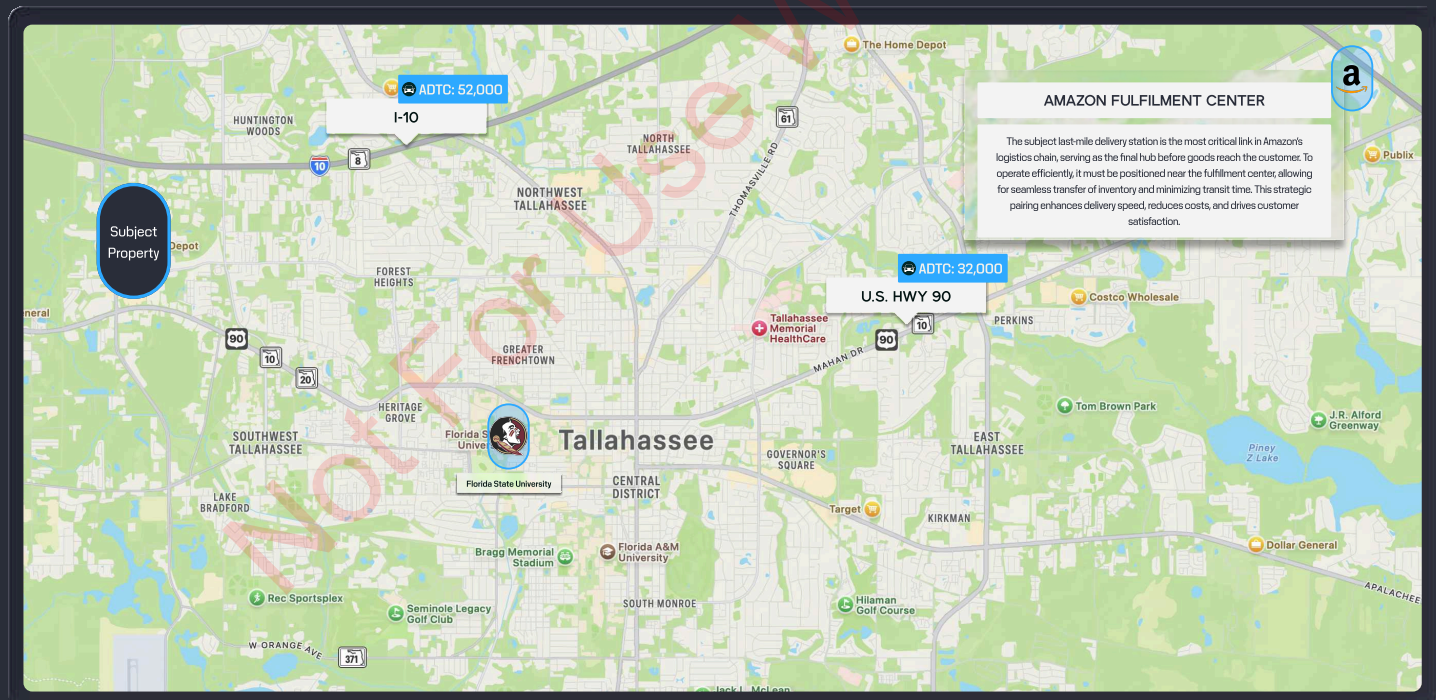 The Home Depot
ADTC: 52,000
I-10
HUNTINGTON
WOODS
10
8
61
NORTH
TALLAHASSEE
THOMASVILLE RD
NORTHWEST
TALLAHASSEE
a
AMAZON FULFILMENT CENTER
The subject last-mile delivery station is the most critical link in Amazon's
logistics chain, serving as the final hub before goods reach the customer. To
operate efficiently, it must be positioned near the fulfillment center, allowing
for seamless transfer of inventory and minimizing transit time. This strategic
pairing enhances delivery speed, reduces costs, and drives customer
satisfaction.
Publix
Subject
Property
Depot
FOREST
HEIGHTS
ADTC: 32,000
U.S. HWY 90
Costco Wholesale
neral
90
10
20
Tallahassee
Memorial
HealthCare
10
90
PERKINS
MAHAN DR
GREATER
FRENCHTOWN
HERITAGE
GROVE
Tom Brown Park
J.R. Alford
Greenway
Piney
Z Lake
SOUTHWEST
TALLAHASSEE
Florida S
Unive
Tallahassee
Florida State University
GOVERNOR'S
SQUARE
EAST
TALLAHASSEE
CENTRAL
DISTRICT
LAKE
BRADFORD
Target
KIRKMAN
Bragg Memorial
Stadium
Florida A&M
University
Dollar General
APALACHEE
Rec Sportsplex
Seminole Legacy
Golf Club
SOUTH MONROE
Hilaman
Golf Course
W ORANGE AVE
371
Jack L. McLean
Not For Use W